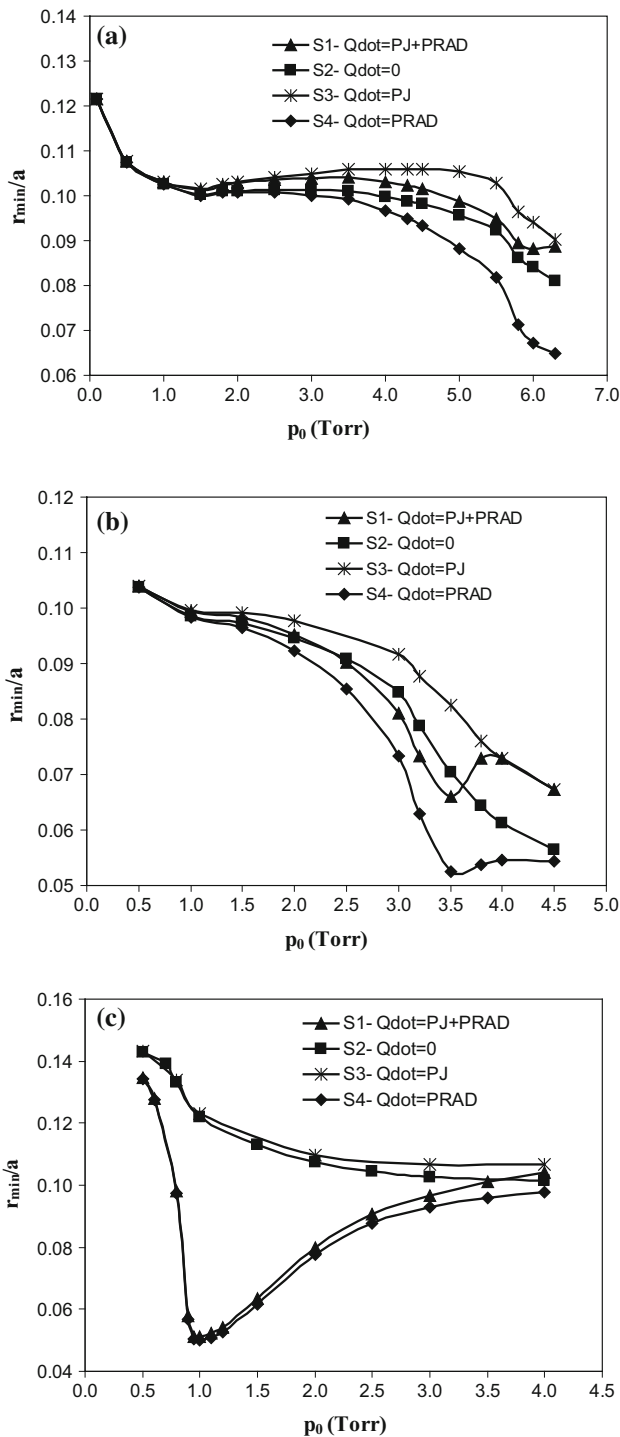 (a)
S1- Qdot=PJ+PRAD
S2- Qdot=0
S3- Qdot=PJ
S4- Qdot=PRAD
0.14
0.13
0.12
0.11
0.10
0.09
0.08
0.07
0.06
rmin/a
0.0 1.0 2.0 3.0 4.0 5.0 6.0 7.0
p0 (Torr)
(b)
S1- Qdot=PJ+PRAD
S2- Qdot=0
S3- Qdot=PJ
S4- Qdot=PRAD
0.12
0.11
0.10
0.09
0.08
0.07
0.06
0.05
rmin/a
0.0 0.5 1.0 1.5 2.0 2.5 3.0 3.5 4.0 4.5 5.0
p0 (Torr)
(c)
S1- Qdot=PJ+PRAD
S2- Qdot=0
S3- Qdot=PJ
S4- Qdot=PRAD
0.16
0.14
0.12
0.10
0.08
0.06
0.04
rmin/a
0.0 0.5 1.0 1.5 2.0 2.5 3.0 3.5 4.0 4.5
p0 (Torr)